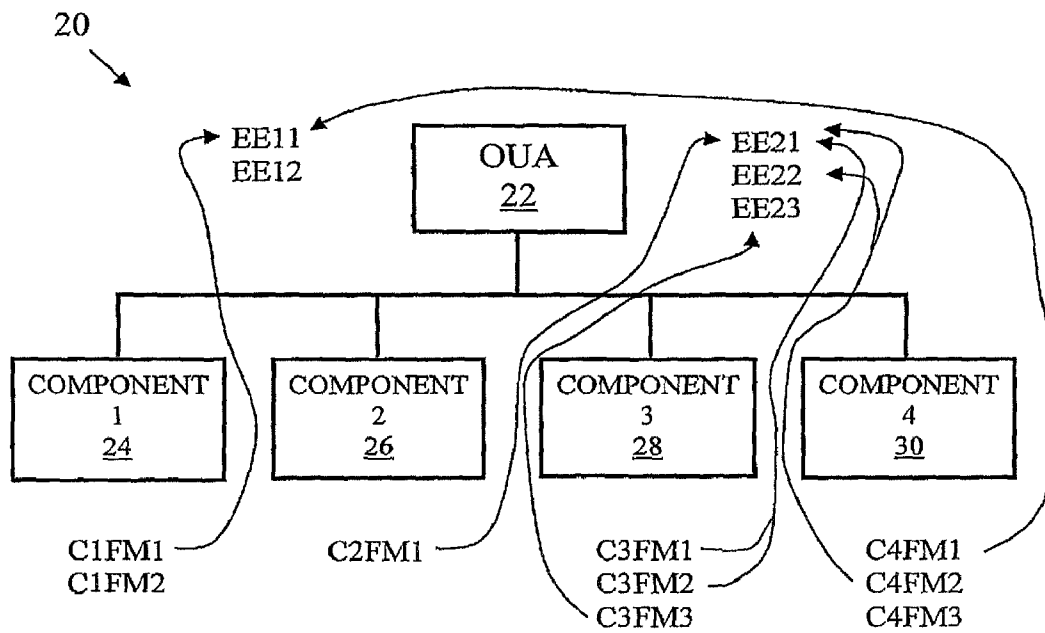 20
EE11
EE12
OUA
22
EE21
EE22
EE23
COMPONENT
1
24
COMPONENT
2
26
COMPONENT
3
28
COMPONENT
4
30
C1FM1
C1FM2
C2FM1
C3FM1
C3FM2
C3FM3
C4FM1
C4FM2
C4FM3